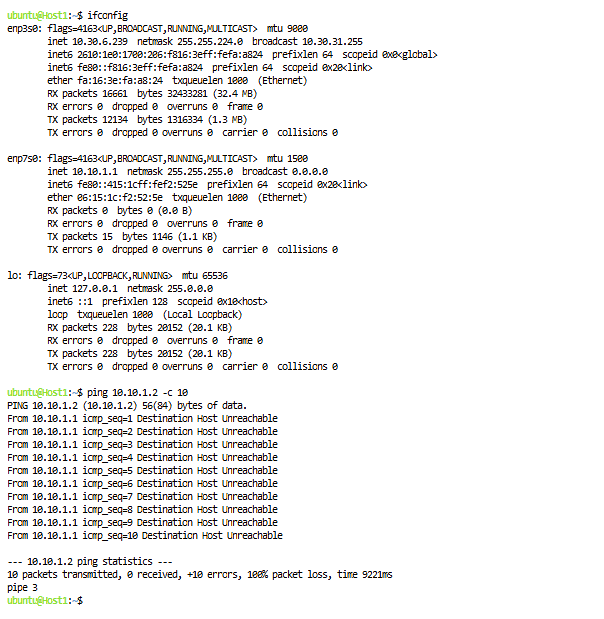 ubuntu@Host1:~$ ifconfig
enp3s0: flags=4163<UP,BROADCAST,RUNNING,MULTICAST>  mtu 9000
        inet 10.30.6.239  netmask 255.255.224.0  broadcast 10.30.31.255
        inet6 2610:1e0:1700:206:f816:3eff:fefa:a824  prefixlen 64  scopeid 0x0<global>
        inet6 fe80::f816:3eff:fefa:a824  prefixlen 64  scopeid 0x20<link>
        ether fa:16:3e:fa:a8:24  txqueuelen 1000  (Ethernet)
        RX packets 16661  bytes 32433281 (32.4 MB)
        RX errors 0  dropped 0  overruns 0  frame 0
        TX packets 12134  bytes 1316334 (1.3 MB)
        TX errors 0  dropped 0 overruns 0  carrier 0  collisions 0

enp7s0: flags=4163<UP,BROADCAST,RUNNING,MULTICAST>  mtu 1500
        inet 10.10.1.1  netmask 255.255.255.0  broadcast 0.0.0.0
        inet6 fe80::415:1cff:fef2:525e  prefixlen 64  scopeid 0x20<link>
        ether 06:15:1c:f2:52:5e  txqueuelen 1000  (Ethernet)
        RX packets 0  bytes 0 (0.0 B)
        RX errors 0  dropped 0  overruns 0  frame 0
        TX packets 15  bytes 1146 (1.1 KB)
        TX errors 0  dropped 0 overruns 0  carrier 0  collisions 0

lo: flags=73<UP,LOOPBACK,RUNNING>  mtu 65536
        inet 127.0.0.1  netmask 255.0.0.0
        inet6 ::1  prefixlen 128  scopeid 0x10<host>
        loop  txqueuelen 1000  (Local Loopback)
        RX packets 228  bytes 20152 (20.1 KB)
        RX errors 0  dropped 0  overruns 0  frame 0
        TX packets 228  bytes 20152 (20.1 KB)
        TX errors 0  dropped 0 overruns 0  carrier 0  collisions 0

ubuntu@Host1:~$ ping 10.10.1.2 -c 10
PING 10.10.1.2 (10.10.1.2) 56(84) bytes of data.
From 10.10.1.1 icmp_seq=1 Destination Host Unreachable
From 10.10.1.1 icmp_seq=2 Destination Host Unreachable
From 10.10.1.1 icmp_seq=3 Destination Host Unreachable
From 10.10.1.1 icmp_seq=4 Destination Host Unreachable
From 10.10.1.1 icmp_seq=5 Destination Host Unreachable
From 10.10.1.1 icmp_seq=6 Destination Host Unreachable
From 10.10.1.1 icmp_seq=7 Destination Host Unreachable
From 10.10.1.1 icmp_seq=8 Destination Host Unreachable
From 10.10.1.1 icmp_seq=9 Destination Host Unreachable
From 10.10.1.1 icmp_seq=10 Destination Host Unreachable

--- 10.10.1.2 ping statistics ---
10 packets transmitted, 0 received, +10 errors, 100% packet loss, time 9221ms
pipe 3
ubuntu@Host1:~$